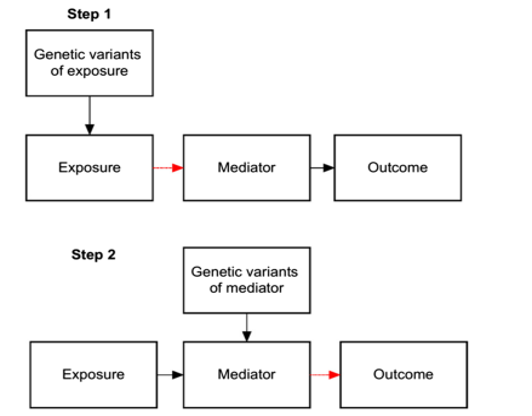 Step 1
Genetic variants
of exposure
Exposure
Mediator
Outcome
Step 2
Genetic variants
of mediator
Exposure
Mediator
Outcome